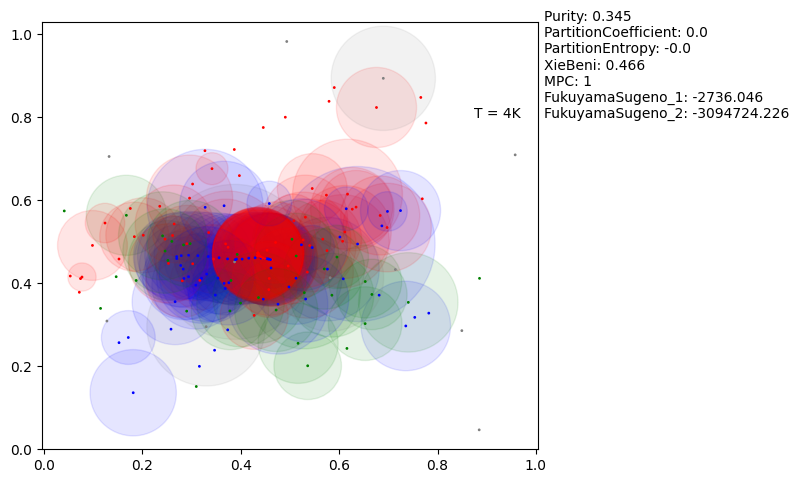 Purity: 0.345
PartitionCoefficient: 0.0
PartitionEntropy: -0.0
XieBeni: 0.466
MPC: 1
FukuyamaSugeno_1: -2736.046
FukuyamaSugeno_2: -3094724.226
T = 4K
1.0
0.8
0.6
0.4
0.2
0.0
0.0 0.2 0.4 0.6 0.8 1.0